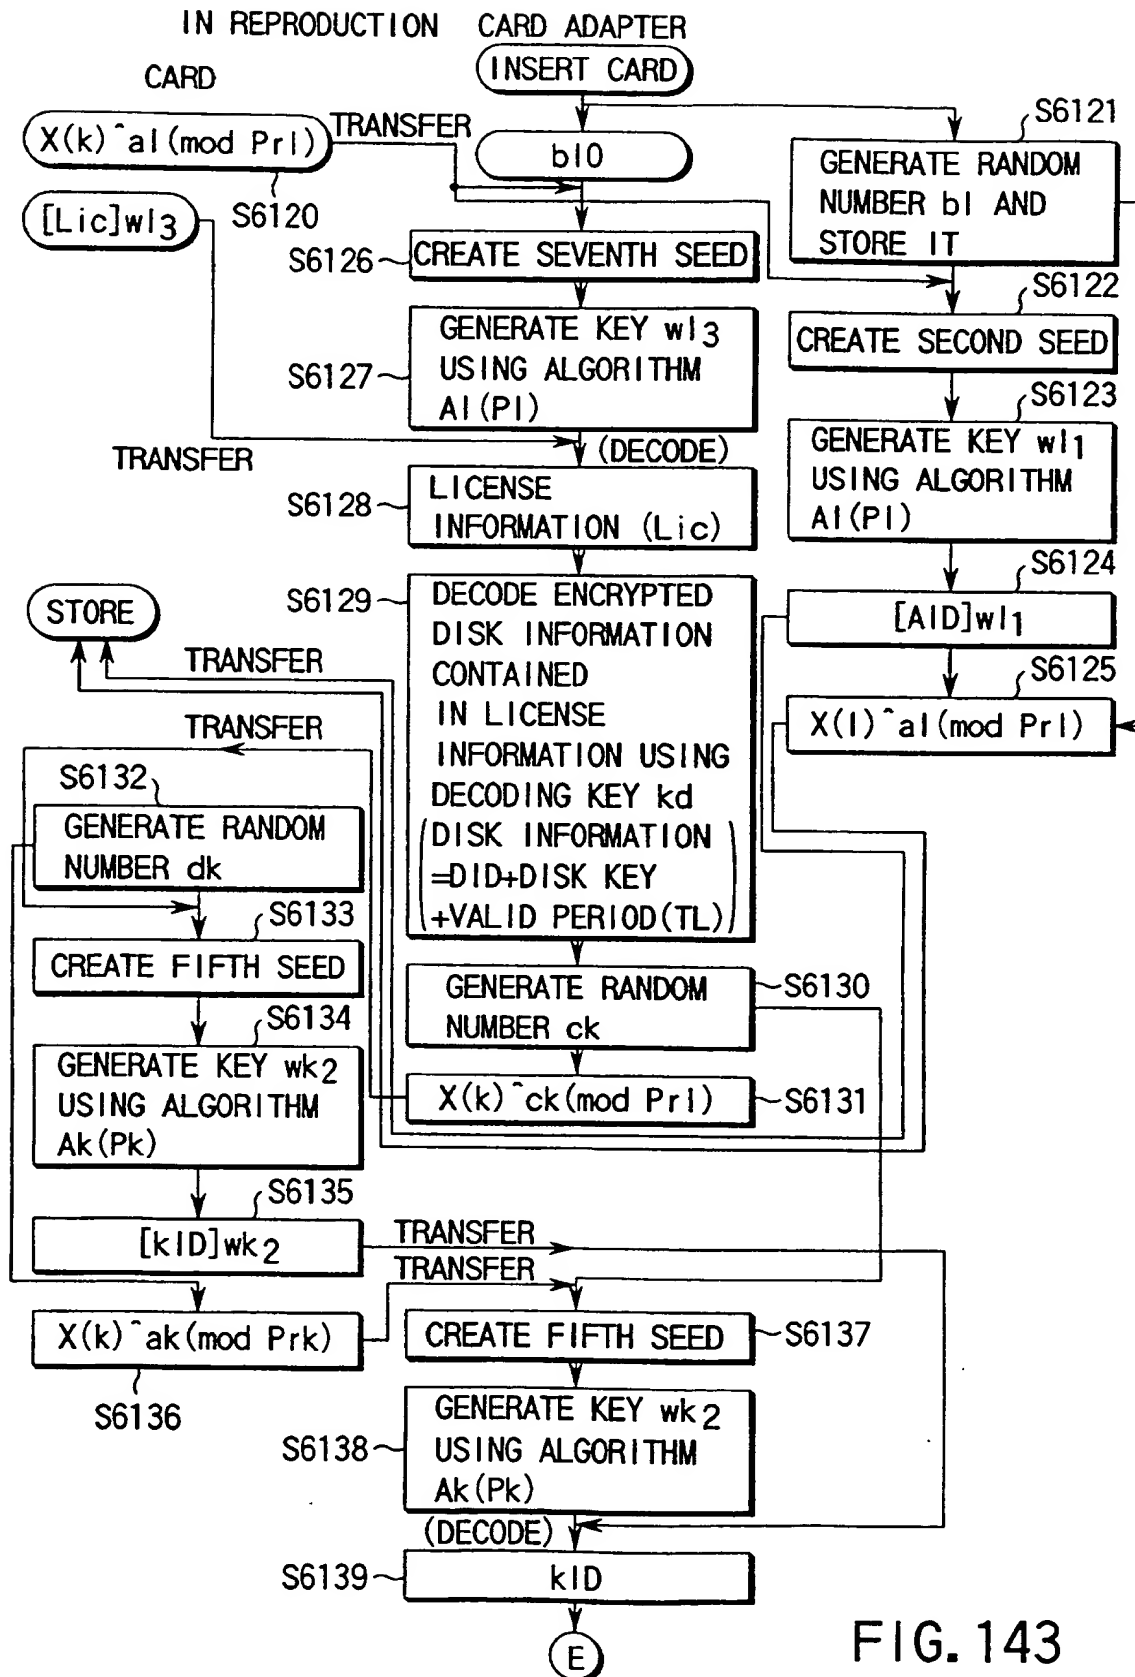 IN REPRODUCTION CARD ADAPTER
INSERT CARD
CARD
X(k)^al(mod Prl)
TRANSFER
bl0
S6120
[Lic]wl3
S6121
GENERATE RANDOM
NUMBER bl AND
STORE IT
S6126
CREATE SEVENTH SEED
S6122
CREATE SECOND SEED
S6127
GENERATE KEY wl3
USING ALGORITHM
Al(Pl)
S6123
GENERATE KEY wl1
USING ALGORITHM
Al(Pl)
TRANSFER
(DECODE)
S6128
LICENSE
INFORMATION (Lic)
S6124
[AID]wl1
S6125
X(l)^al(mod Prl)
STORE
TRANSFER
TRANSFER
S6129
DECODE ENCRYPTED
DISK INFORMATION
CONTAINED
IN LICENSE
INFORMATION USING
DECODING KEY kd
(DISK INFORMATION
=DID+DISK KEY
+VALID PERIOD(TL))
S6132
GENERATE RANDOM
NUMBER dk
S6133
CREATE FIFTH SEED
S6130
GENERATE RANDOM
NUMBER ck
S6134
GENERATE KEY wk2
USING ALGORITHM
Ak(Pk)
X(k)^ck(mod Prl)
S6131
S6135
[kID]wk2
TRANSFER
TRANSFER
X(k)^ak(mod Prk)
S6136
CREATE FIFTH SEED
S6137
S6138
GENERATE KEY wk2
USING ALGORITHM
Ak(Pk)
(DECODE)
S6139
kID
E
FIG. 143